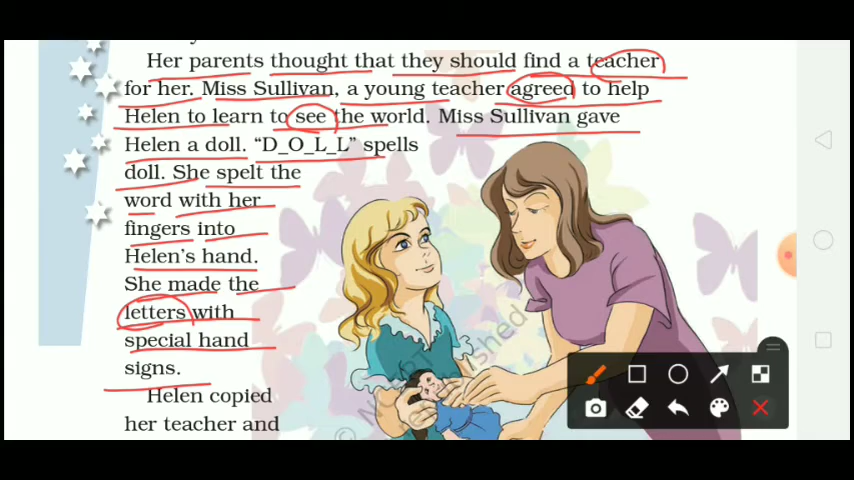 Her parents thought that they should find a teacher
for her. Miss Sullivan, a young teacher agreed to help
Helen to learn to see the world. Miss Sullivan gave
Helen a doll. “D_O_L_L” spells
doll. She spelt the
word with her
fingers into
Helen’s hand.
She made the
letters with
special hand
signs.
Helen copied
her teacher and